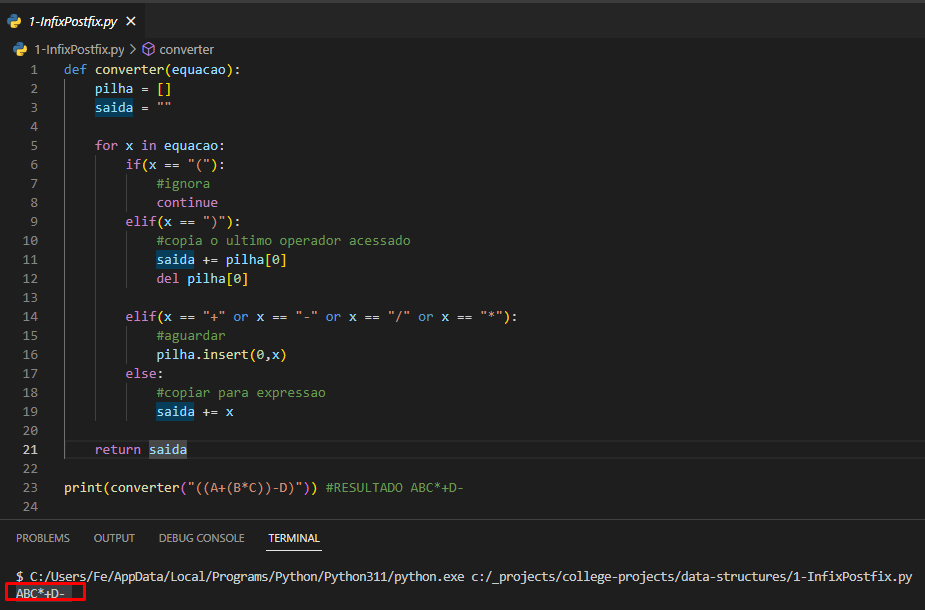 1-InfixPostfix.py ✕
1-InfixPostfix.py > converter
1 def converter(equacao):
2     pilha = []
3     saida = ""
4
5     for x in equacao:
6         if(x == "("):
7             #ignora
8             continue
9         elif(x == ")"):
10             #copia o ultimo operador acessado
11             saida += pilha[0]
12             del pilha[0]
13
14         elif(x == "+" or x == "-" or x == "/" or x == "*"):
15             #aguardar
16             pilha.insert(0,x)
17         else:
18             #copiar para expressao
19             saida += x
20
21     return saida
22
23 print(converter("((A+(B*C))-D)")) #RESULTADO ABC*+D-
24
PROBLEMS OUTPUT DEBUG CONSOLE TERMINAL
$ C:/Users/Fe/AppData/Local/Programs/Python/Python311/python.exe c:/_projects/college-projects/data-structures/1-InfixPostfix.py
ABC*+D-